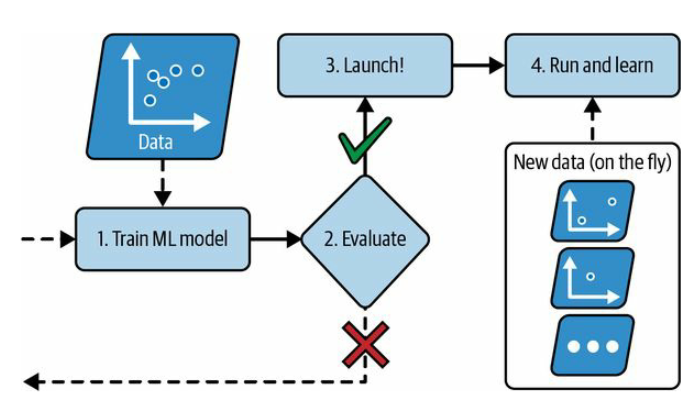 3. Launch!
4. Run and learn
Data
New data (on the fly)
1. Train ML model
2. Evaluate